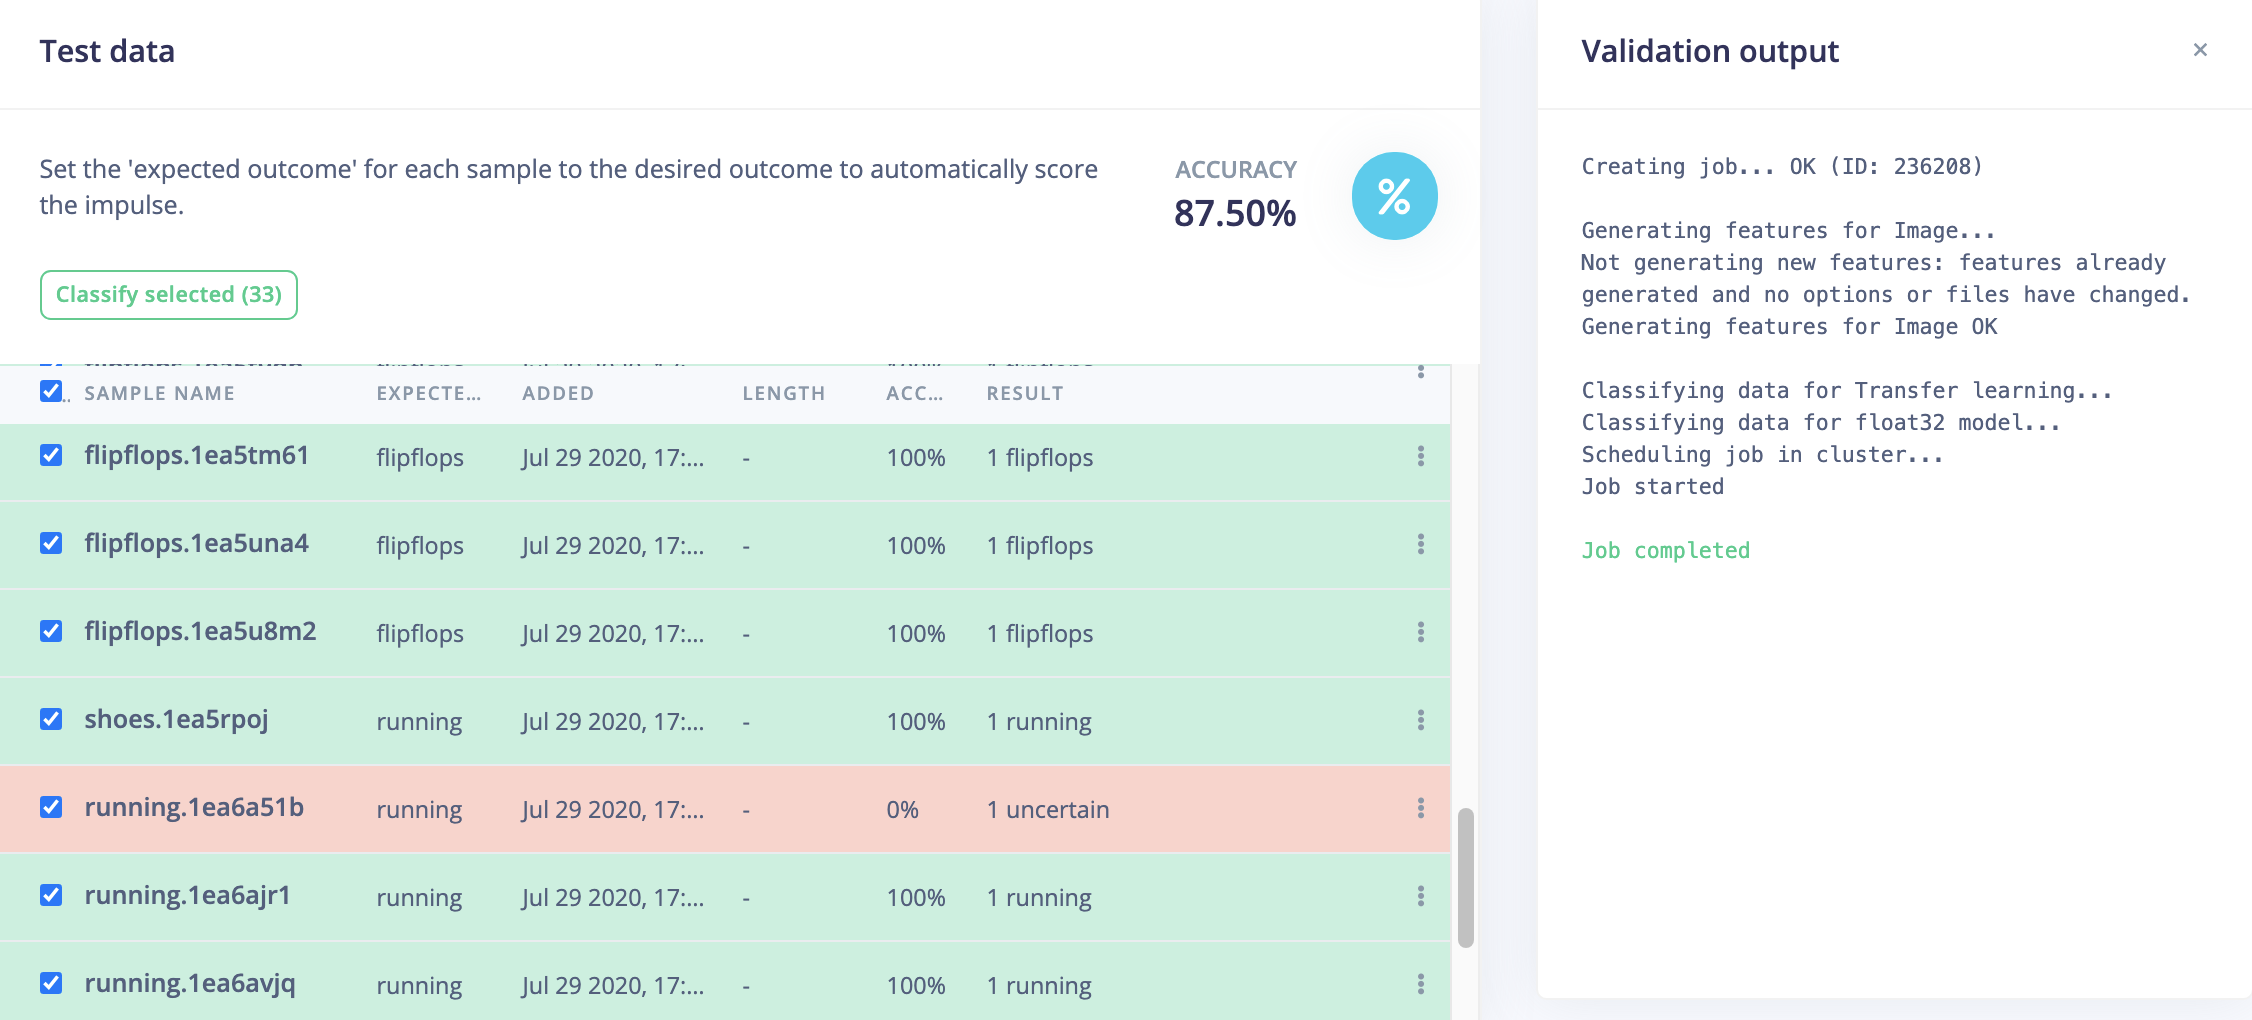 Test data
Set the 'expected outcome' for each sample to the desired outcome to automatically score
the impulse.
ACCURACY
87.50%
%
Classify selected (33)
.. SAMPLE NAME EXPECTE... ADDED LENGTH ACC... RESULT
flipflops.1ea5tm61 flipflops Jul 29 2020, 17:... - 100% 1 flipflops
flipflops.1ea5una4 flipflops Jul 29 2020, 17:... - 100% 1 flipflops
flipflops.1ea5u8m2 flipflops Jul 29 2020, 17:... - 100% 1 flipflops
shoes.1ea5rpoj running Jul 29 2020, 17:... - 100% 1 running
running.1ea6a51b running Jul 29 2020, 17:... - 0% 1 uncertain
running.1ea6ajr1 running Jul 29 2020, 17:... - 100% 1 running
running.1ea6avjq running Jul 29 2020, 17:... - 100% 1 running
Validation output
×
Creating job... OK (ID: 236208)
Generating features for Image...
Not generating new features: features already
generated and no options or files have changed.
Generating features for Image OK
Classifying data for Transfer learning...
Classifying data for float32 model...
Scheduling job in cluster...
Job started
Job completed